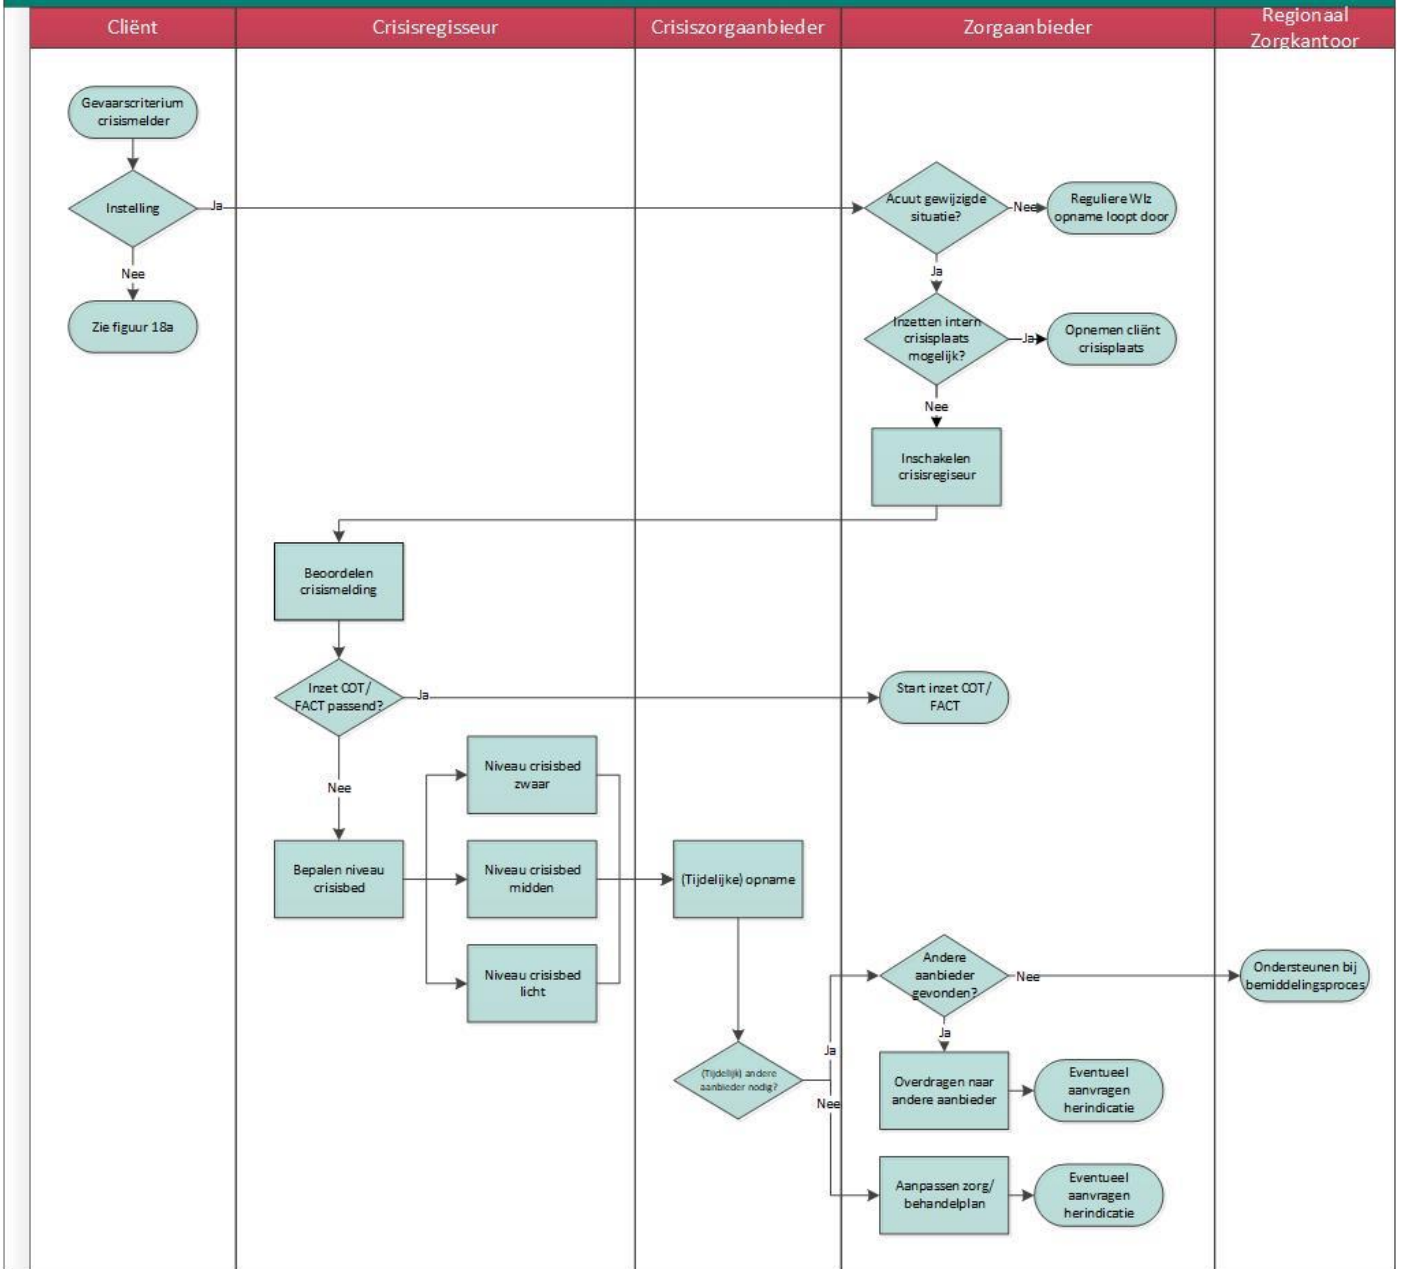 Cliënt
Crisisregisseur
Crisiszorgaanbieder
Zorgaanbieder
Regionaal
Zorgkantoor
Gevaarscriterium
crisismelder
Instelling
Ja
Nee
Zie figuur 18a
Acuut gewijzigde
situatie?
Nee
Reguliere Wlz
opname loopt door
Ja
Inzetten intern
crisisplaats
mogelijk?
Ja
Opnemen cliënt
crisisplaats
Nee
Inschakelen
crisisregiseur
Beoordelen
crisismelding
Inzet COT/
FACT passend?
Ja
Start inzet COT/
FACT
Nee
Bepalen niveau
crisisbed
Niveau crisisbed
zwaar
Niveau crisisbed
midden
Niveau crisisbed
licht
(Tijdelijke) opname
(Tijdelijk) andere
aanbieder nodig?
Ja
Nee
Andere
aanbieder
gevonden?
Nee
Ondersteunen bij
bemiddelingsproces
Ja
Overdragen naar
andere aanbieder
Eventueel
aanvragen
herindicatie
Aanpassen zorg/
behandelplan
Eventueel
aanvragen
herindicatie